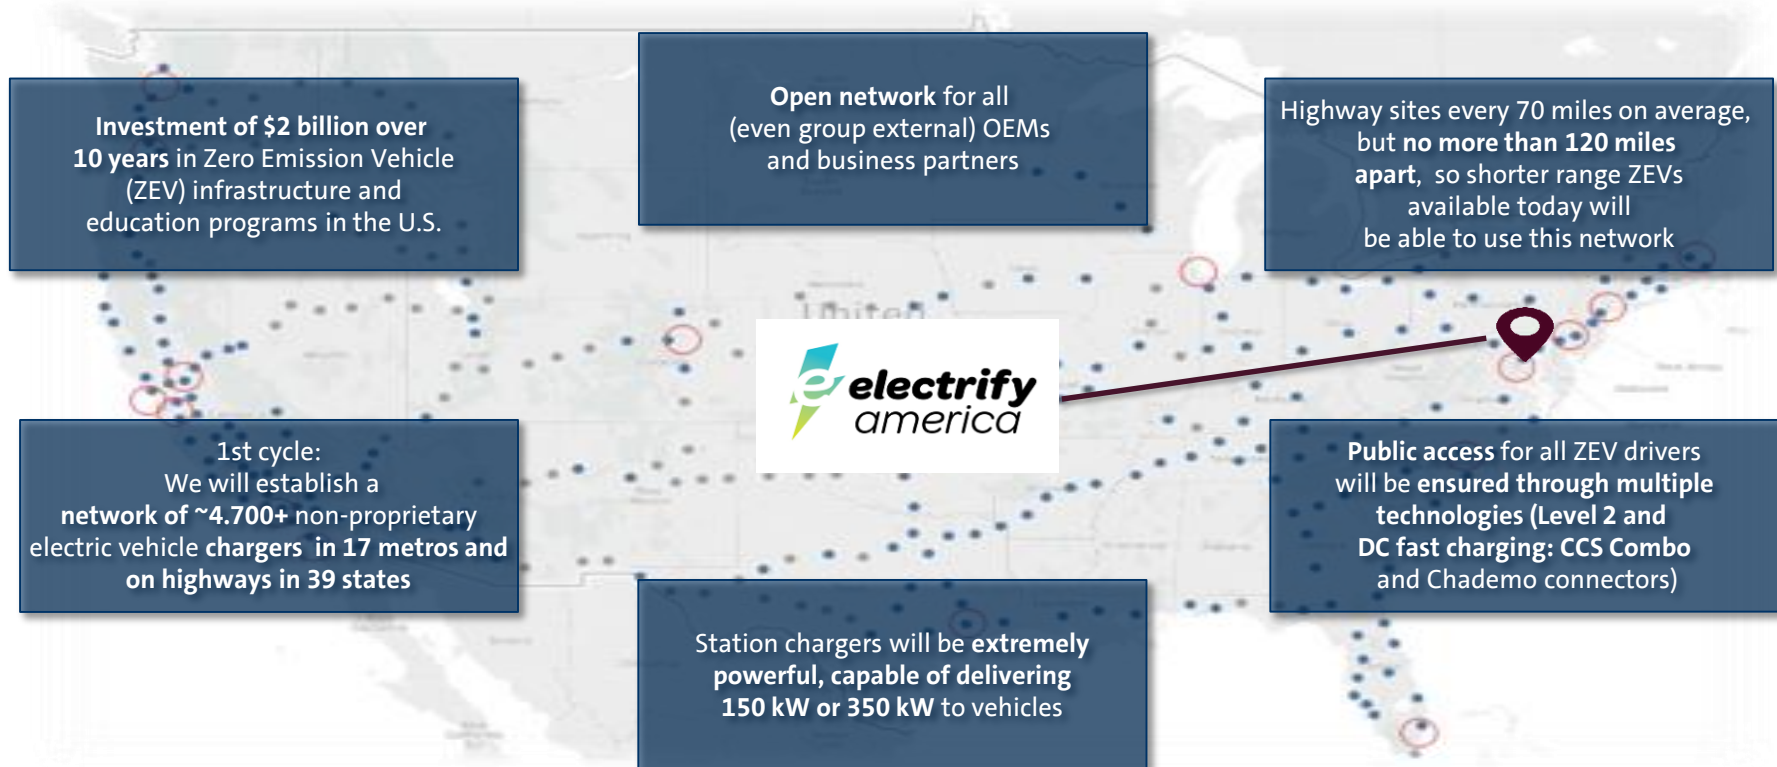 Investment of $2 billion over
10 years in Zero Emission Vehicle
(ZEV) infrastructure and
education programs in the U.S.
Open network for all
(even group external) OEMs
and business partners
Highway sites every 70 miles on average,
but no more than 120 miles
apart, so shorter range ZEVs
available today will
be able to use this network
United
e electrify
america
1st cycle:
We will establish a
network of ~4.700+ non-proprietary
electric vehicle chargers in 17 metros and
on highways in 39 states
Station chargers will be extremely
powerful, capable of delivering
150 kW or 350 kW to vehicles
Public access for all ZEV drivers
will be ensured through multiple
technologies (Level 2 and
DC fast charging: CCS Combo
and Chademo connectors)